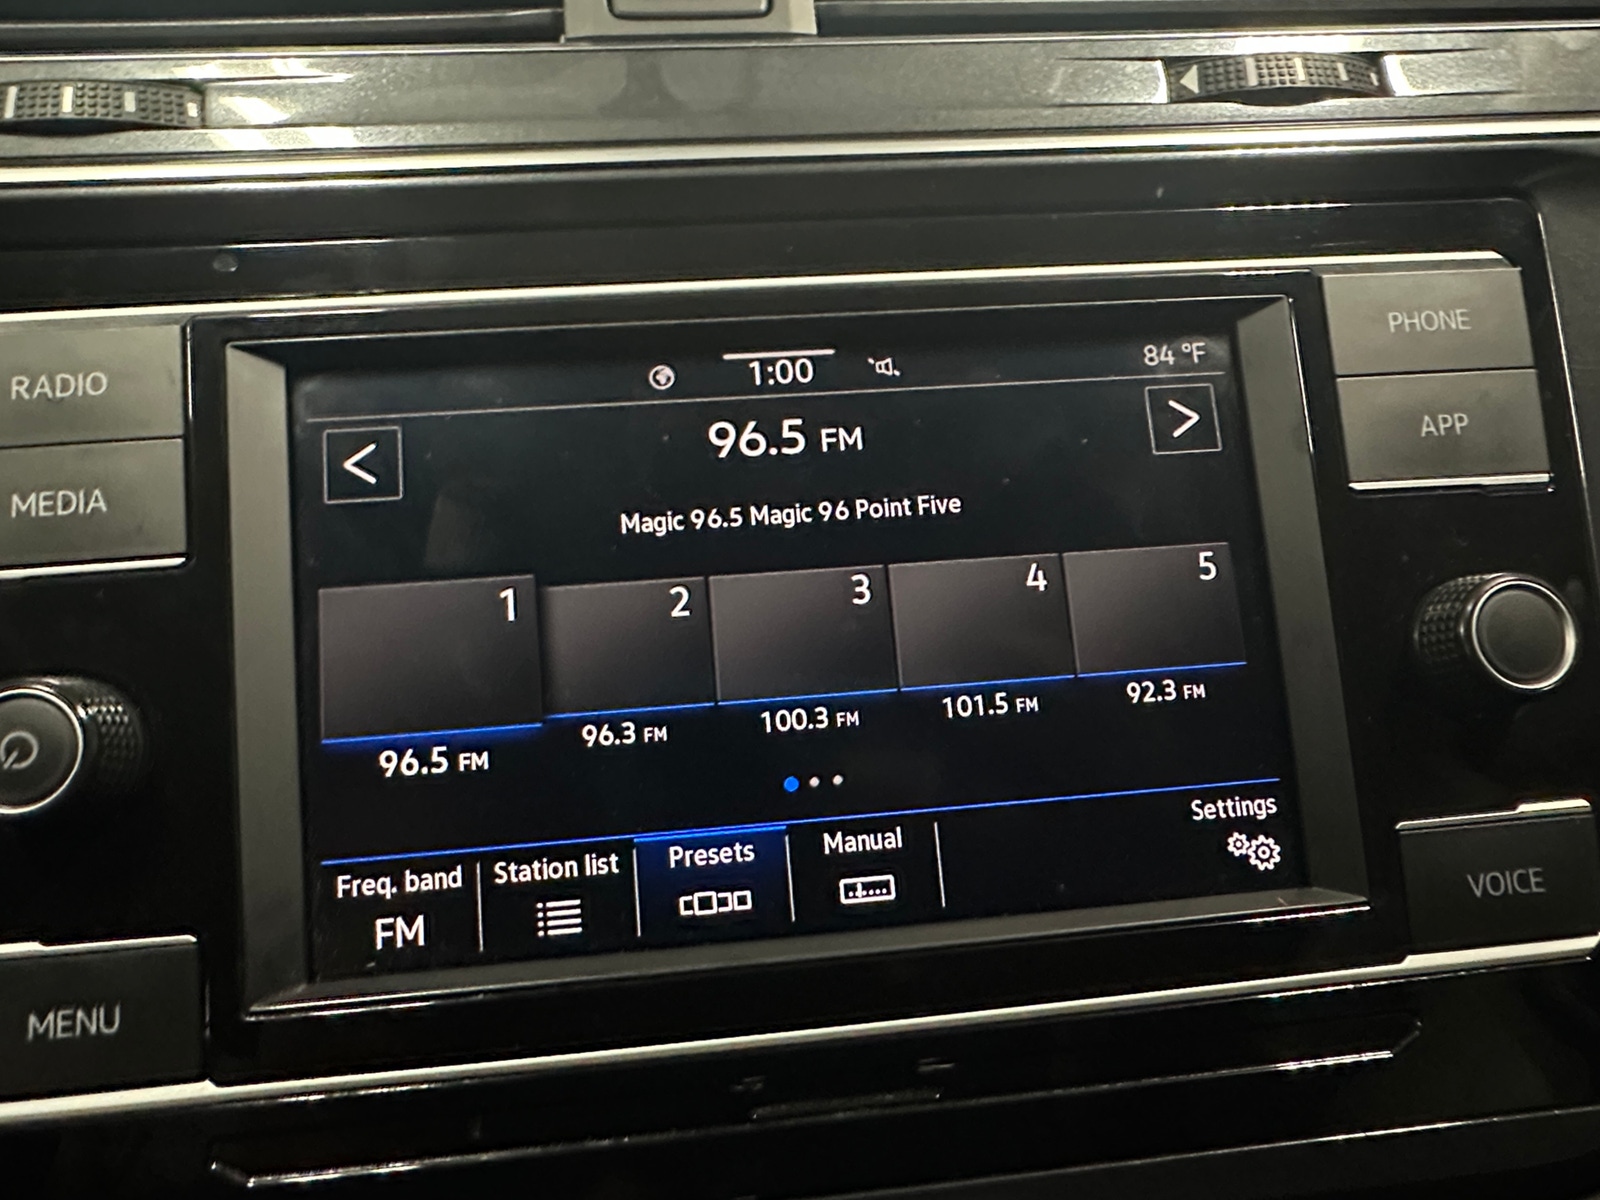 RADIO
MEDIA
MENU
PHONE
APP
VOICE
1:00
84 °F
<
96.5 FM
>
Magic 96.5 Magic 96 Point Five
1
2
3
4
5
96.5 FM
96.3 FM
100.3 FM
101.5 FM
92.3 FM
Freq. band
FM
Station list
Presets
Manual
Settings